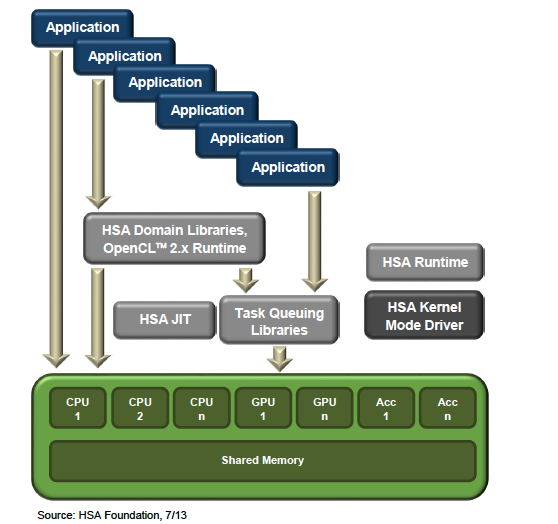 Application
Application
Application
Application
Application
Application
HSA Domain Libraries,
OpenCL™ 2.x Runtime
HSA Runtime
HSA JIT
Task Queuing
Libraries
HSA Kernel
Mode Driver
CPU
1
CPU
2
CPU
n
GPU
1
GPU
n
Acc
1
Acc
n
Shared Memory
Source: HSA Foundation, 7/13